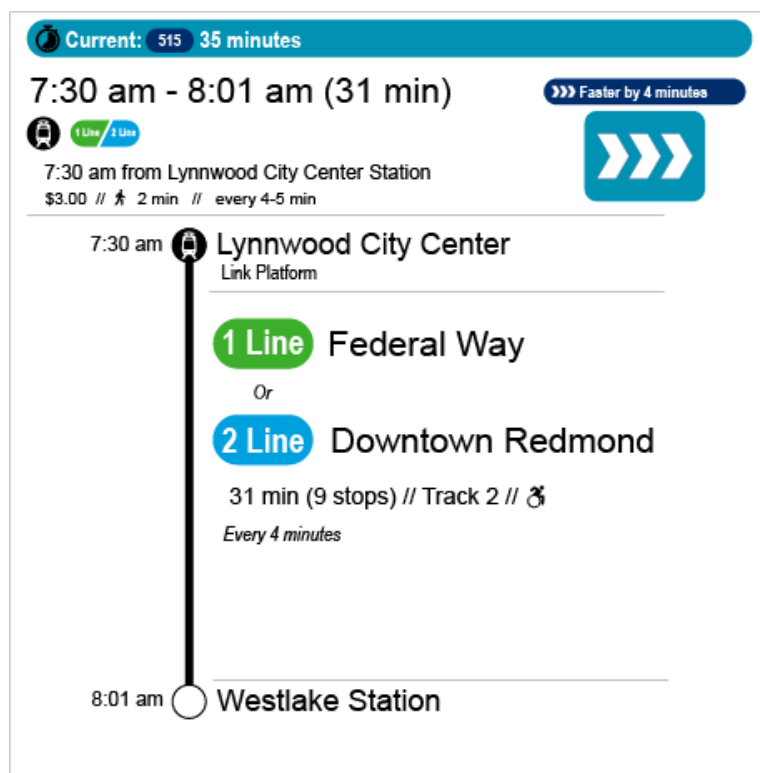 Current: 515 35 minutes
7:30 am - 8:01 am (31 min)
Faster by 4 minutes
1 Line/2 Line
7:30 am from Lynnwood City Center Station
$3.00 // 2 min // every 4-5 min
7:30 am Lynnwood City Center
Link Platform
1 Line Federal Way
Or
2 Line Downtown Redmond
31 min (9 stops) // Track 2 //
Every 4 minutes
8:01 am Westlake Station